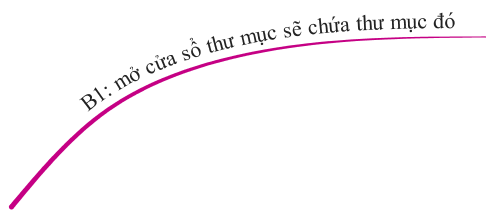 B1: mở cửa sổ thư mục sẽ chứa thư mục đó